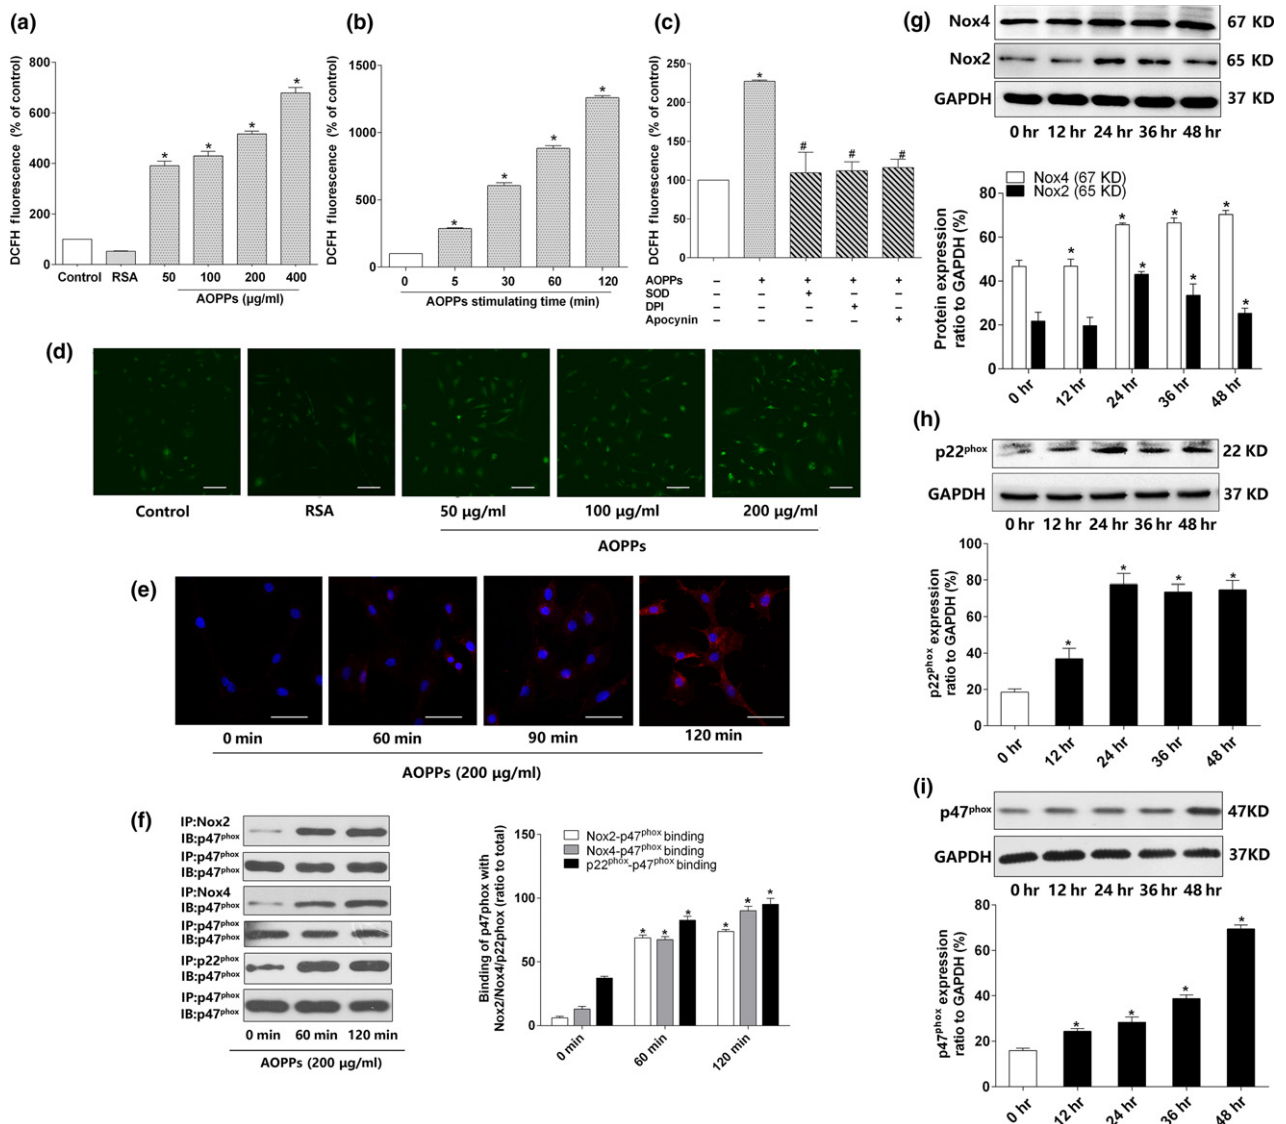 (a)
DCFH fluorescence (% of control)
800
600
400
200
0
Control RSA 50 100 200 400
AOPPs (μg/ml)
* * * *
(b)
DCFH fluorescence (% of control)
1500
1000
500
0
0 5 30 60 120
AOPPs stimulating time (min)
* * * *
(c)
DCFH fluorescence (% of control)
250
200
150
100
50
0
* # # #
AOPPs – + + + +
SOD – – + – –
DPI – – – + –
Apocynin – – – – +
(d)
Control RSA 50 μg/ml 100 μg/ml 200 μg/ml
AOPPs
(e)
0 min 60 min 90 min 120 min
AOPPs (200 μg/ml)
(f)
IP:Nox2
IB:p47phox
IP:p47phox
IB:p47phox
IP:Nox4
IB:p47phox
IP:p47phox
IB:p47phox
IP:p22phox
IB:p47phox
IP:p47phox
IB:p47phox
0 min 60 min 120 min
AOPPs (200 μg/ml)
Binding of p47phox with
Nox2/Nox4/p22phox (ratio to total)
150
100
50
0
Nox2-p47phox binding
Nox4-p47phox binding
p22phox-p47phox binding
* * * * * *
0 min 60 min 120 min
(g)
Nox4 67 KD
Nox2 65 KD
GAPDH 37 KD
0 hr 12 hr 24 hr 36 hr 48 hr
Nox4 (67 KD)
Nox2 (65 KD)
Protein expression
ratio to GAPDH (%)
80
60
40
20
0
* * * * * * *
0 hr 12 hr 24 hr 36 hr 48 hr
(h)
p22phox 22 KD
GAPDH 37 KD
0 hr 12 hr 24 hr 36 hr 48 hr
p22phox expression
ratio to GAPDH (%)
100
80
60
40
20
0
* * * *
0 hr 12 hr 24 hr 36 hr 48 hr
(i)
p47phox 47KD
GAPDH 37KD
0 hr 12 hr 24 hr 36 hr 48 hr
p47phox expression
ratio to GAPDH (%)
80
60
40
20
0
* * * *
0 hr 12 hr 24 hr 36 hr 48 hr